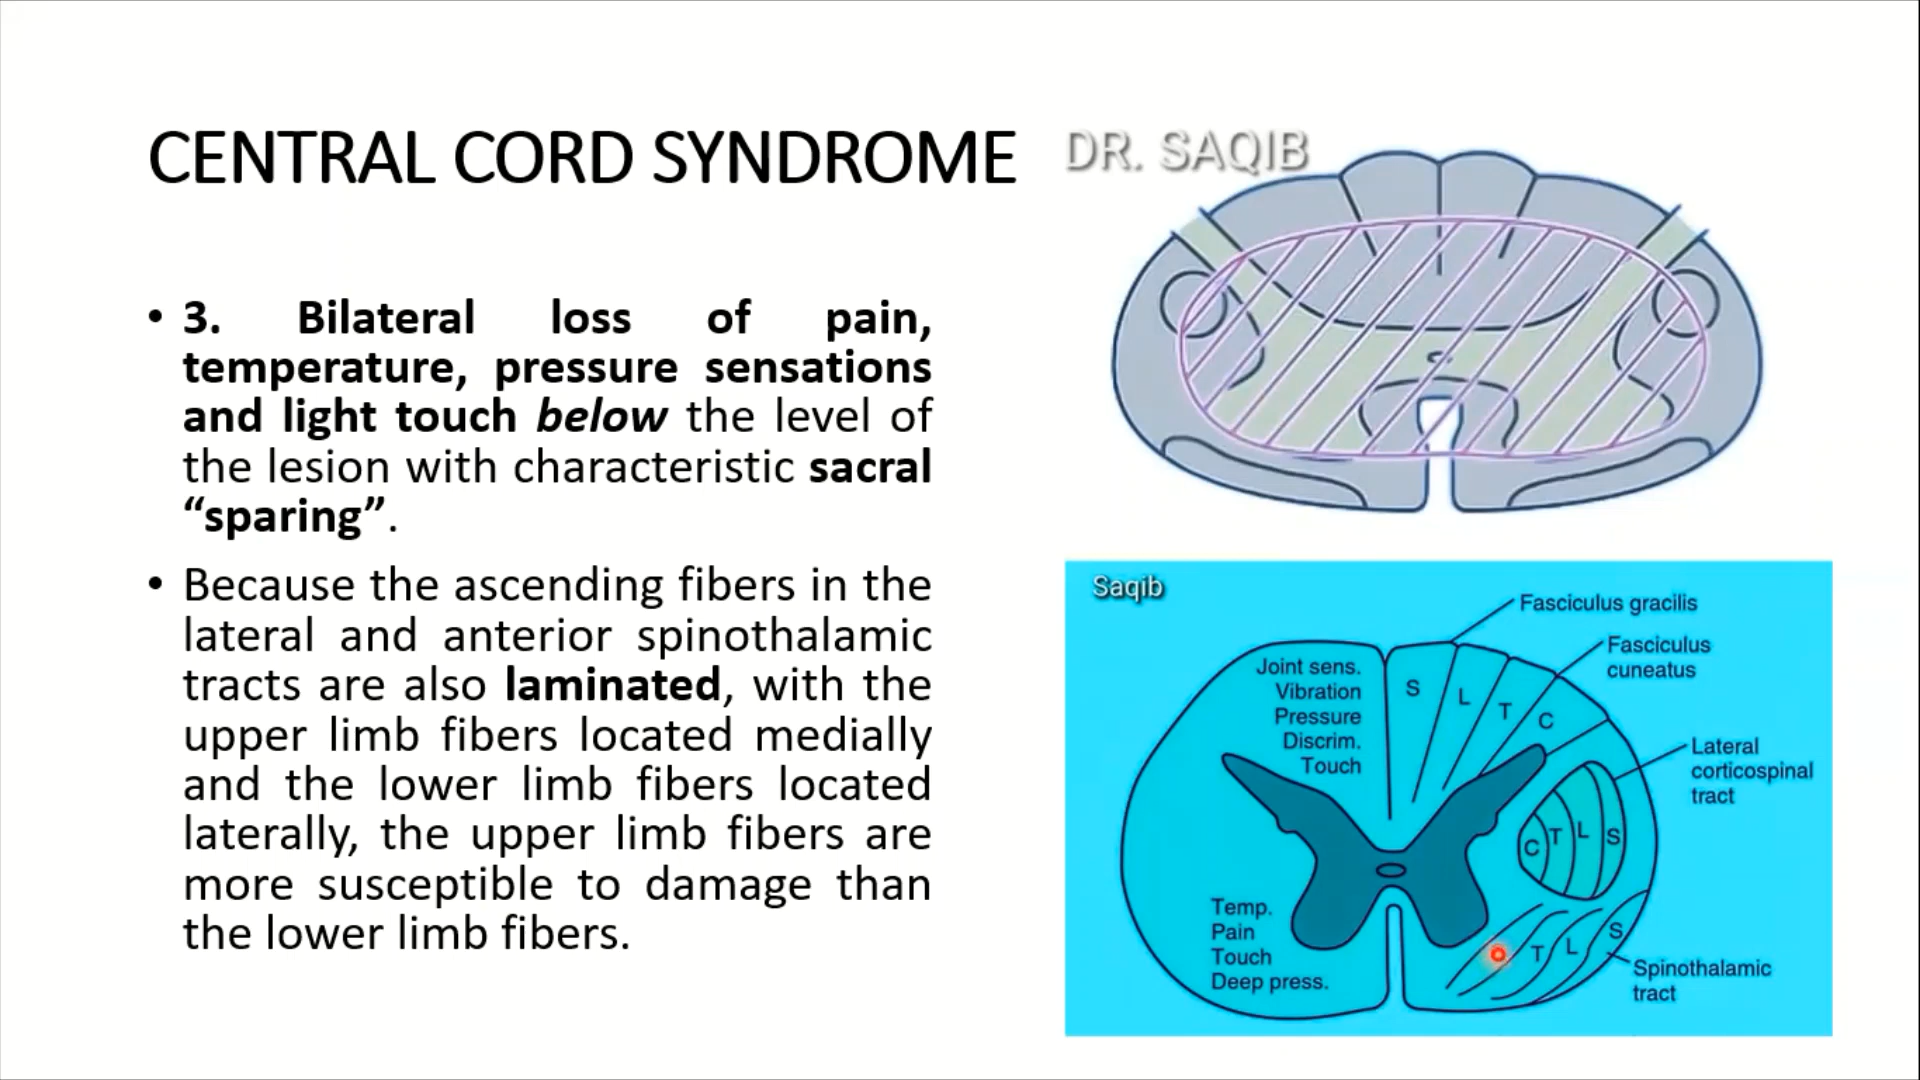 CENTRAL CORD SYNDROME
DR. SAQIB
• 3. Bilateral loss of pain,
temperature, pressure sensations
and light touch below the level of
the lesion with characteristic sacral
“sparing”.
• Because the ascending fibers in the
lateral and anterior spinothalamic
tracts are also laminated, with the
upper limb fibers located medially
and the lower limb fibers located
laterally, the upper limb fibers are
more susceptible to damage than
the lower limb fibers.
Saqib
Fasciculus gracilis
Fasciculus
cuneatus
Joint sens.
Vibration
Pressure
Discrim.
Touch
S L T C
Lateral
corticospinal
tract
C T L S
Temp.
Pain
Touch
Deep press.
T L S
Spinothalamic
tract